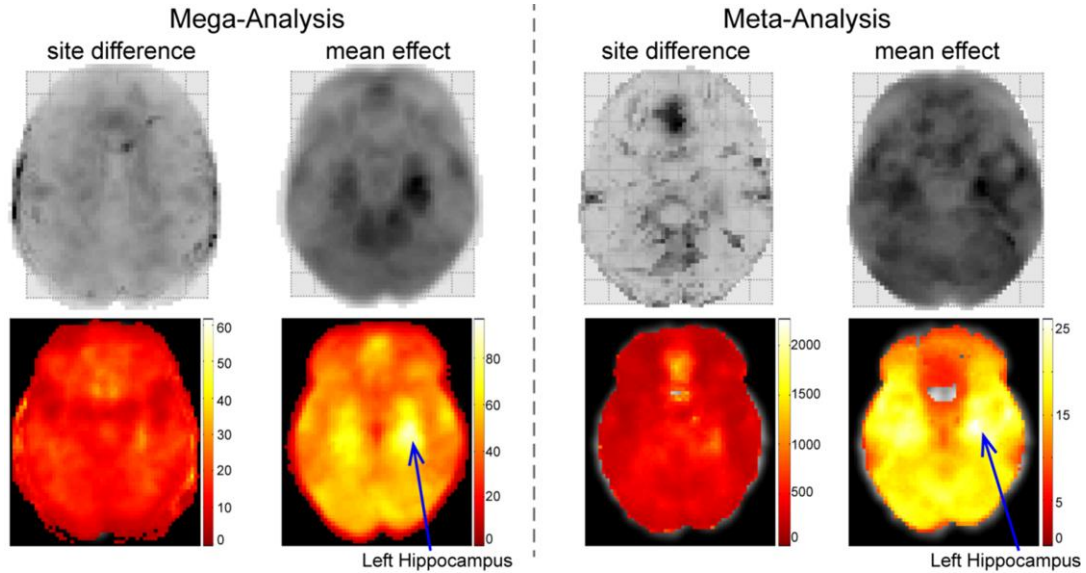 Mega-Analysis
Meta-Analysis
site difference
mean effect
site difference
mean effect
60
50
40
30
20
10
0
80
60
40
20
0
2000
1500
1000
500
0
25
15
10
5
0
Left Hippocampus
Left Hippocampus